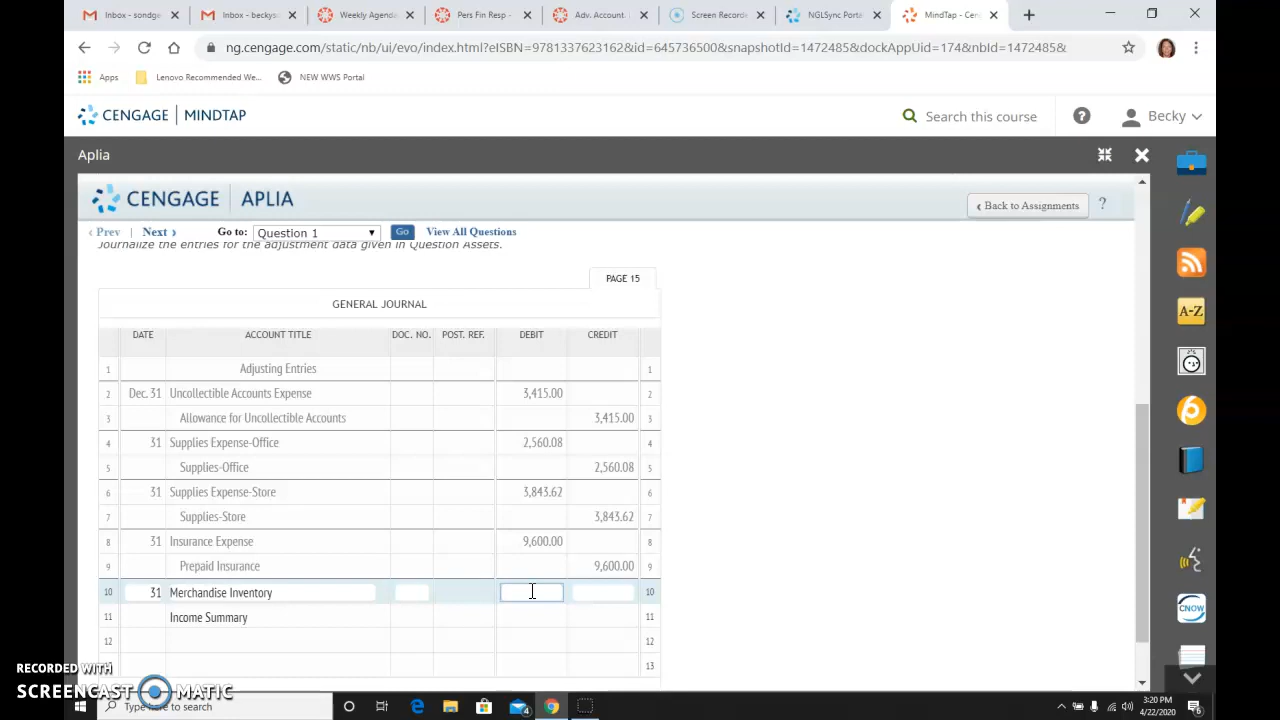 Inbox - sondge
Inbox - beckys
Weekly Agenda
Pers Fin Resp -
Adv. Account.
Screen Recorde
NGLSync Porta
MindTap - Cen
ng.cengage.com/static/nb/ui/evo/index.html?eISBN=9781337623162&id=645736500&snapshotId=1472485&dockAppUid=174&nbId=1472485&
Apps Lenovo Recommended We... NEW WWS Portal
CENGAGE | MINDTAP Search this course ? Becky
Aplia
CENGAGE | APLIA ‹ Back to Assignments ?
‹ Prev | Next › Go to: Question 1 Go View All Questions
Journalize the entries for the adjustment data given in Question Assets.
PAGE 15
GENERAL JOURNAL
DATE ACCOUNT TITLE DOC. NO. POST. REF. DEBIT CREDIT
1 Adjusting Entries 1
2 Dec. 31 Uncollectible Accounts Expense 3,415.00 2
3 Allowance for Uncollectible Accounts 3,415.00 3
4 31 Supplies Expense-Office 2,560.08 4
5 Supplies-Office 2,560.08 5
6 31 Supplies Expense-Store 3,843.62 6
7 Supplies-Store 3,843.62 7
8 31 Insurance Expense 9,600.00 8
9 Prepaid Insurance 9,600.00 9
10 31 Merchandise Inventory 10
11 Income Summary 11
12 12
13
A-Z
CNOW
RECORDED WITH
SCREENCAST MATIC
Type here to search
4
3:20 PM
4/22/2020
6